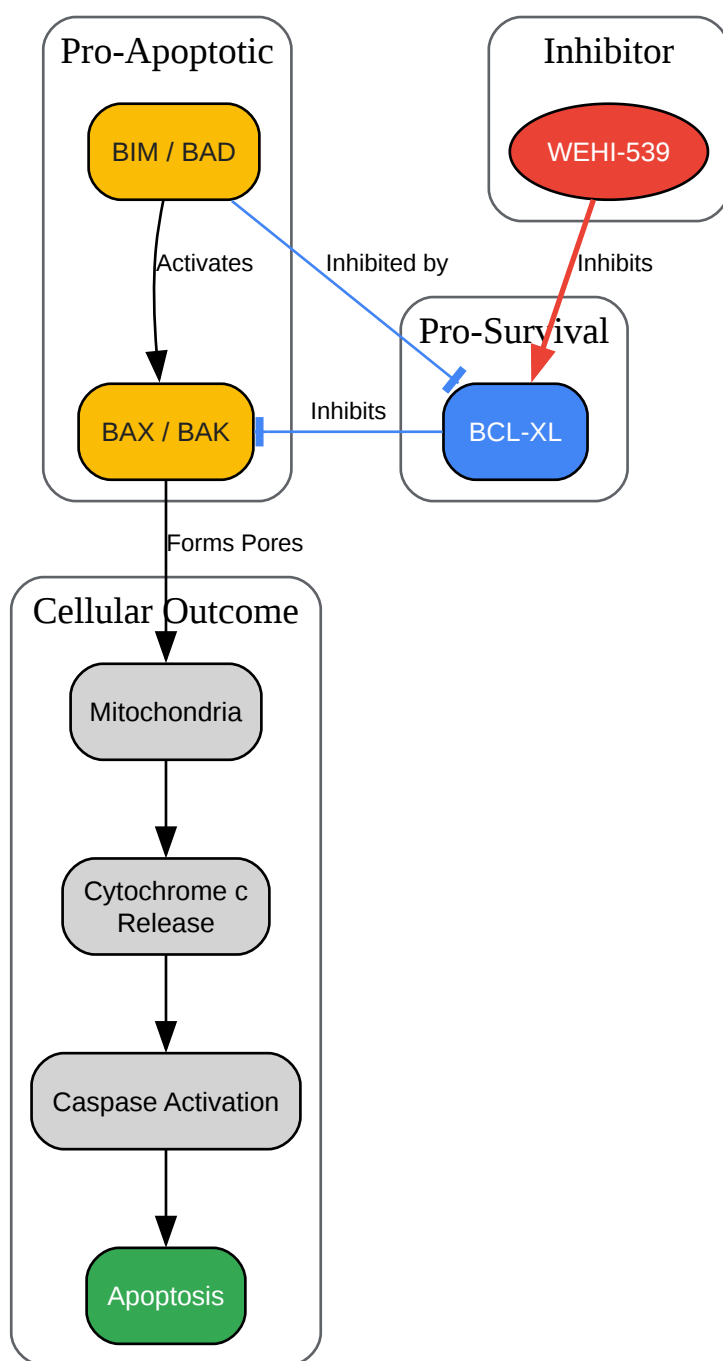 Pro-Apoptotic
Inhibitor
BIM / BAD
WEHI-539
Activates
Inhibited by
Inhibits
Pro-Survival
BAX / BAK
Inhibits
BCL-XL
Forms Pores
Cellular Outcome
Mitochondria
Cytochrome c
Release
Caspase Activation
Apoptosis